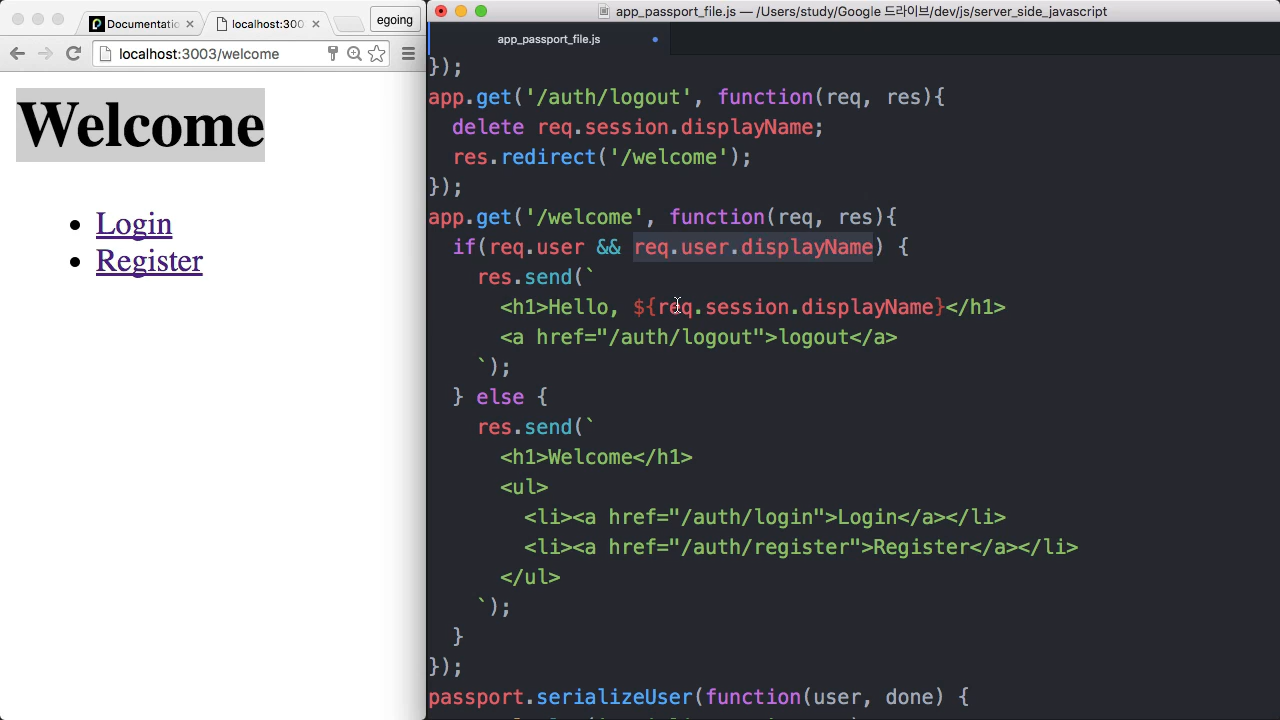 Documentatio
localhost:300
egoing
localhost:3003/welcome
Welcome
Login
Register
app_passport_file.js — /Users/study/Google 드라이브/dev/js/server_side_javascript
app_passport_file.js
});
app.get('/auth/logout', function(req, res){
  delete req.session.displayName;
  res.redirect('/welcome');
});
app.get('/welcome', function(req, res){
  if(req.user && req.user.displayName) {
    res.send(`
      <h1>Hello, ${req.session.displayName}</h1>
      <a href="/auth/logout">logout</a>
    `);
  } else {
    res.send(`
      <h1>Welcome</h1>
      <ul>
        <li><a href="/auth/login">Login</a></li>
        <li><a href="/auth/register">Register</a></li>
      </ul>
    `);
  }
});
passport.serializeUser(function(user, done) {